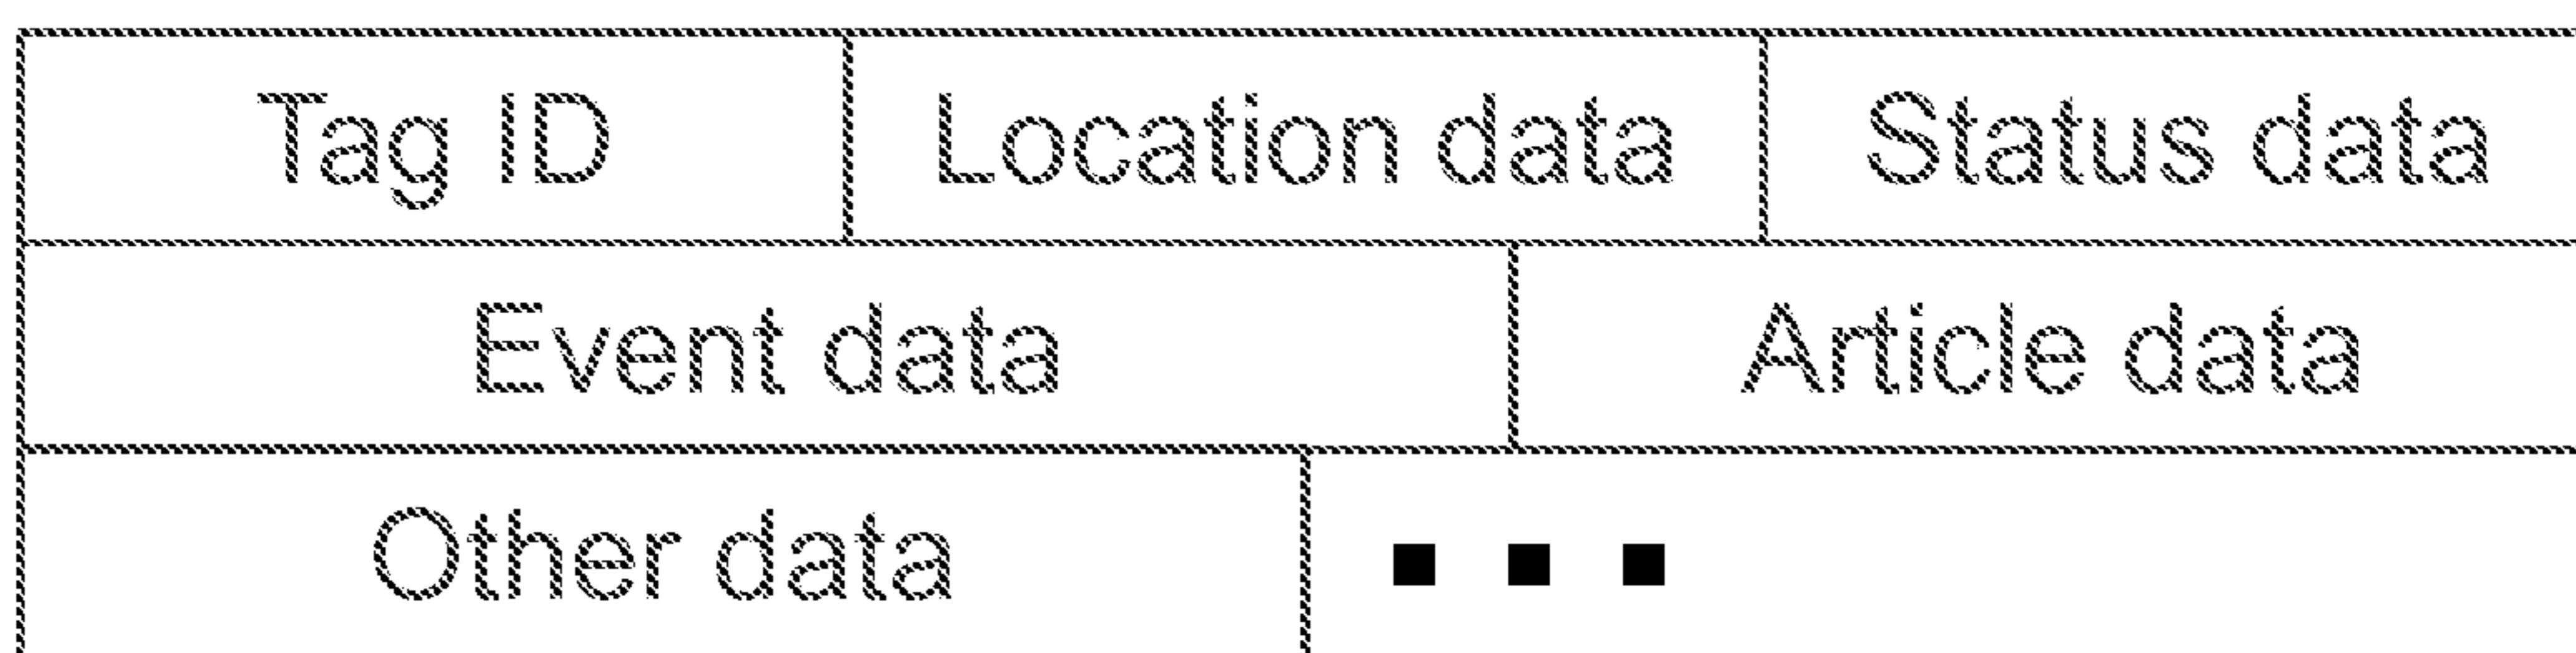 Tag ID Location data Status data
Event data Article data
Other data ▪ ▪ ▪